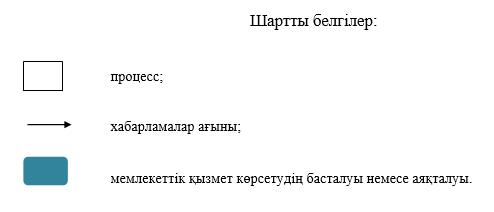 Шартты белгілер:
процесс;
хабарламалар ағыны;
мемлекеттік қызмет көрсетудің басталуы немесе аяқталуы.